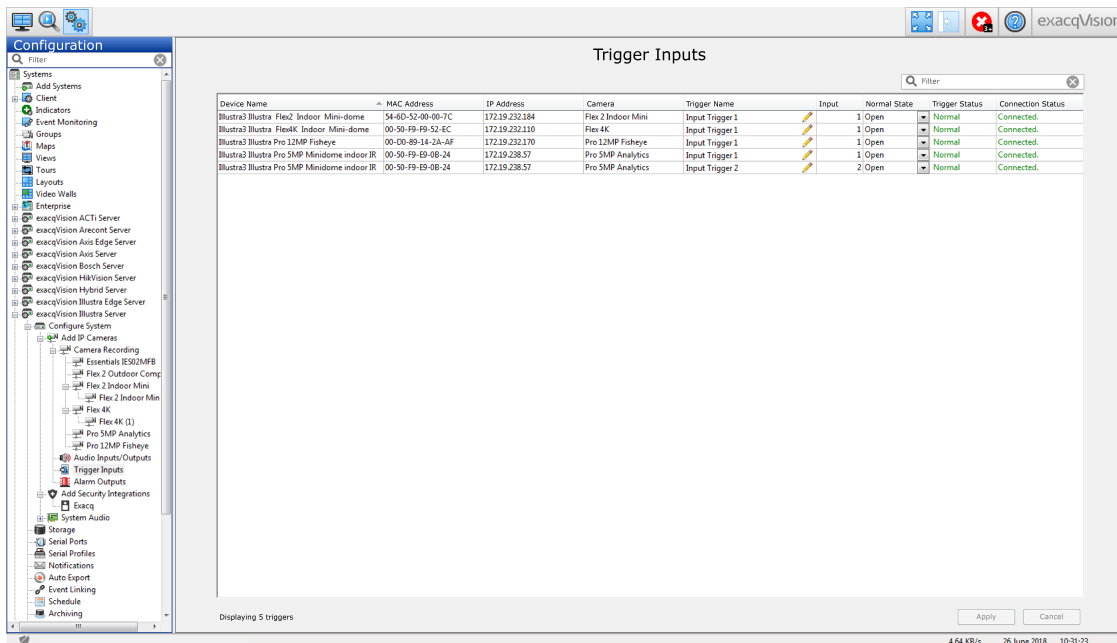 exacqVision
Configuration
Filter
Systems
Add Systems
Client
Indicators
Event Monitoring
Groups
Maps
Views
Tours
Layouts
Video Walls
Enterprise
exacqVision ACTi Server
exacqVision Arecont Server
exacqVision Axis Edge Server
exacqVision Axis Server
exacqVision Bosch Server
exacqVision HikVision Server
exacqVision Hybrid Server
exacqVision Illustra Edge Server
exacqVision Illustra Server
Configure System
Add IP Cameras
Camera Recording
Essentials IES02MFB
Flex 2 Outdoor Comp
Flex 2 Indoor Mini
Flex 2 Indoor Min
Flex 4K
Flex 4K (1)
Pro 5MP Analytics
Pro 12MP Fisheye
Audio Inputs/Outputs
Trigger Inputs
Alarm Outputs
Add Security Integrations
Exacq
System Audio
Storage
Serial Ports
Serial Profiles
Notifications
Auto Export
Event Linking
Schedule
Archiving
Trigger Inputs
Filter
Device Name MAC Address IP Address Camera Trigger Name Input Normal State Trigger Status Connection Status
Illustra3 Illustra Flex2 Indoor Mini-dome 54-6D-52-00-00-7C 172.19.232.184 Flex 2 Indoor Mini Input Trigger 1 1 Open Normal Connected.
Illustra3 Illustra Flex4K Indoor Mini-dome 00-50-F9-F9-52-EC 172.19.232.110 Flex 4K Input Trigger 1 1 Open Normal Connected.
Illustra3 Illustra Pro 12MP Fisheye 00-D0-89-14-2A-AF 172.19.232.170 Pro 12MP Fisheye Input Trigger 1 1 Open Normal Connected.
Illustra3 Illustra Pro 5MP Minidome indoor IR 00-50-F9-E9-0B-24 172.19.238.57 Pro 5MP Analytics Input Trigger 1 1 Open Normal Connected.
Illustra3 Illustra Pro 5MP Minidome indoor IR 00-50-F9-E9-0B-24 172.19.238.57 Pro 5MP Analytics Input Trigger 2 2 Open Normal Connected.
Displaying 5 triggers
Apply
Cancel
4.64 KB/s 26 June 2018 10:31:23